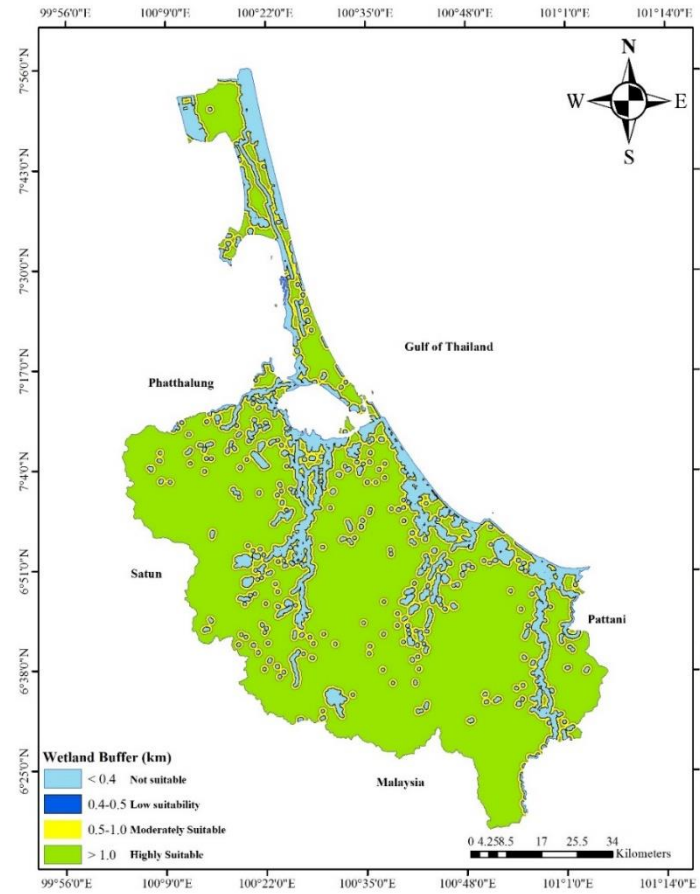 99°56'0"E 100°9'0"E 100°22'0"E 100°35'0"E 100°48'0"E 101°1'0"E 101°14'0"E
N
W E
S
7°56'0"N
7°43'0"N
7°30'0"N
7°17'0"N
7°4'0"N
6°51'0"N
6°38'0"N
6°25'0"N
Gulf of Thailand
Phatthalung
Satun
Pattani
Malaysia
Wetland Buffer (km)
< 0.4 Not suitable
0.4-0.5 Low suitability
0.5-1.0 Moderately Suitable
> 1.0 Highly Suitable
0 4.25 8.5 17 25.5 34
Kilometers
99°56'0"E 100°9'0"E 100°22'0"E 100°35'0"E 100°48'0"E 101°1'0"E 101°14'0"E